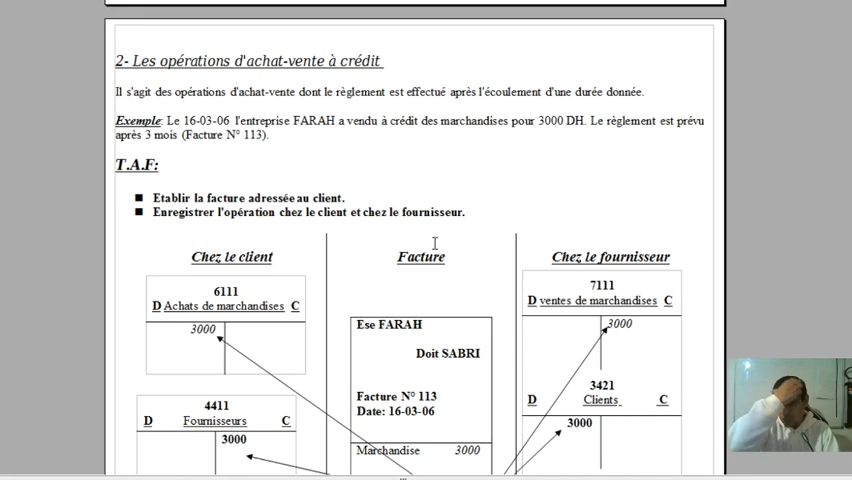 2- Les opérations d'achat-vente à crédit
Il s'agit des opérations d'achat-vente dont le règlement est effectué après l'écoulement d'une durée donnée.
Exemple: Le 16-03-06 l'entreprise FARAH a vendu à crédit des marchandises pour 3000 DH. Le règlement est prévu
après 3 mois (Facture N° 113).
T.A.F:
Etablir la facture adressée au client.
Enregistrer l'opération chez le client et chez le fournisseur.
Chez le client
6111
D Achats de marchandises C
3000
4411
D Fournisseurs C
3000
Facture
Ese FARAH
Doit SABRI
Facture N° 113
Date: 16-03-06
Marchandise 3000
Chez le fournisseur
7111
D ventes de marchandises C
3000
3421
D Clients C
3000